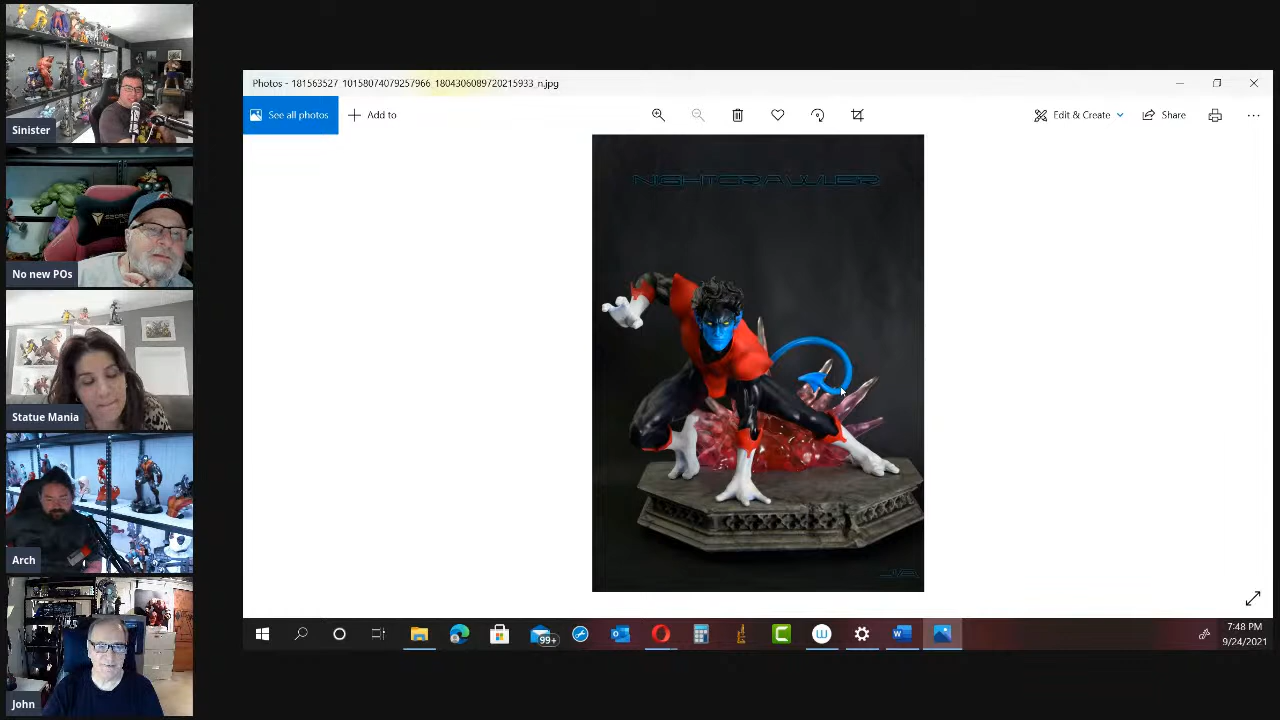 Sinister
No new POs
Statue Mania
Arch
John
Photos - 181563527_10158074079257966_1804306089720215933_n.jpg
See all photos
Add to
Edit & Create
Share
NIGHTCRAWLER
99+
7:48 PM
9/24/2021